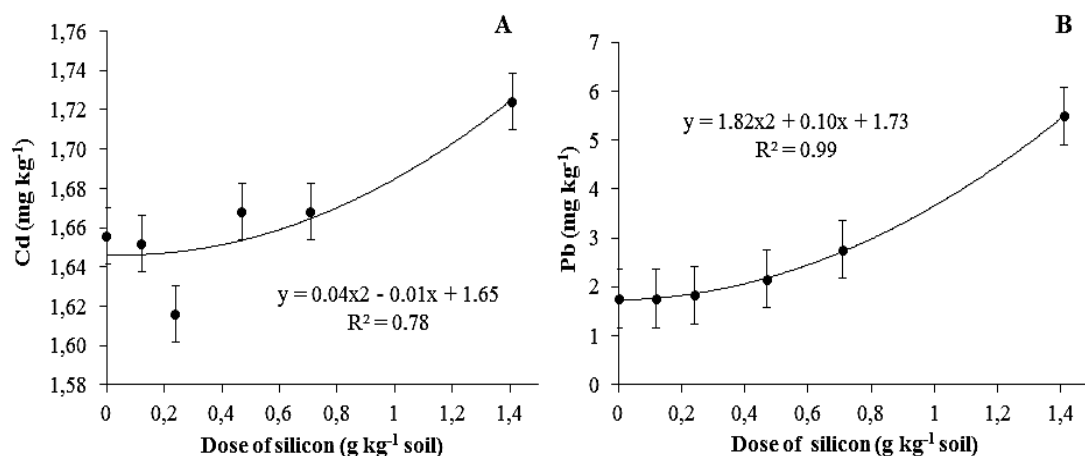 A
Cd (mg kg⁻¹)
1,76
1,74
1,72
1,70
1,68
1,66
1,64
1,62
1,60
1,58
y = 0.04x2 - 0.01x + 1.65
R² = 0.78
0 0,2 0,4 0,6 0,8 1 1,2 1,4
Dose of silicon (g kg⁻¹ soil)
B
Pb (mg kg⁻¹)
7
6
5
4
3
2
1
0
y = 1.82x2 + 0.10x + 1.73
R² = 0.99
0 0,2 0,4 0,6 0,8 1 1,2 1,4
Dose of silicon (g kg⁻¹ soil)